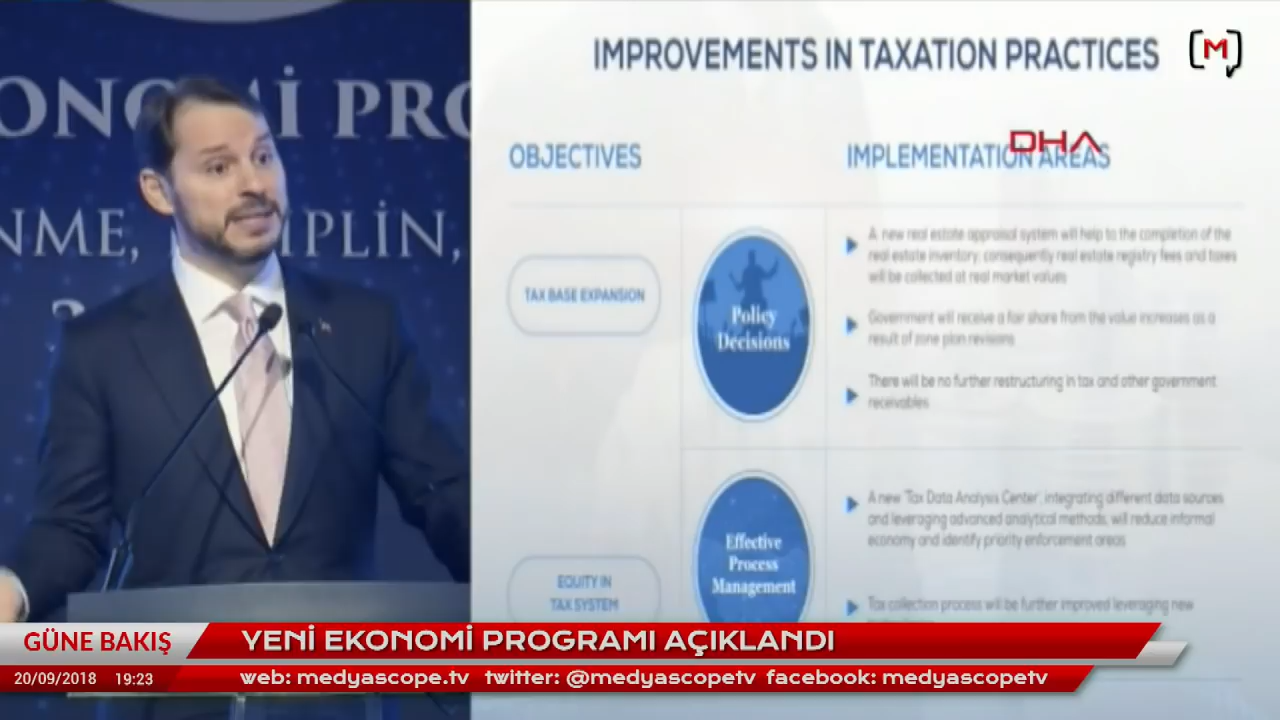 ONOMİ PRO
NME, İPLİN,
IMPROVEMENTS IN TAXATION PRACTICES
[M]
DHA
OBJECTIVES
IMPLEMENTATION AREAS
TAX BASE EXPANSION
Policy
Decisions
A new real estate appraisal system will help to the completion of the
real estate inventory; consequently real estate registry fees and taxes
will be collected at real market values
Government will receive a fair share from the value increases as a
result of zone plan revisions
There will be no further restructuring in tax and other government
receivables
EQUITY IN
TAX SYSTEM
Effective
Process
Management
A new 'Tax Data Analysis Center', integrating different data sources
and leveraging advanced analytical methods, will reduce informal
economy and identify priority enforcement areas
Tax collection process will be further improved leveraging new
GÜNE BAKIŞ
YENİ EKONOMİ PROGRAMI AÇIKLANDI
20/09/2018 19:23
web: medyascope.tv twitter: @medyascopetv facebook: medyascopetv